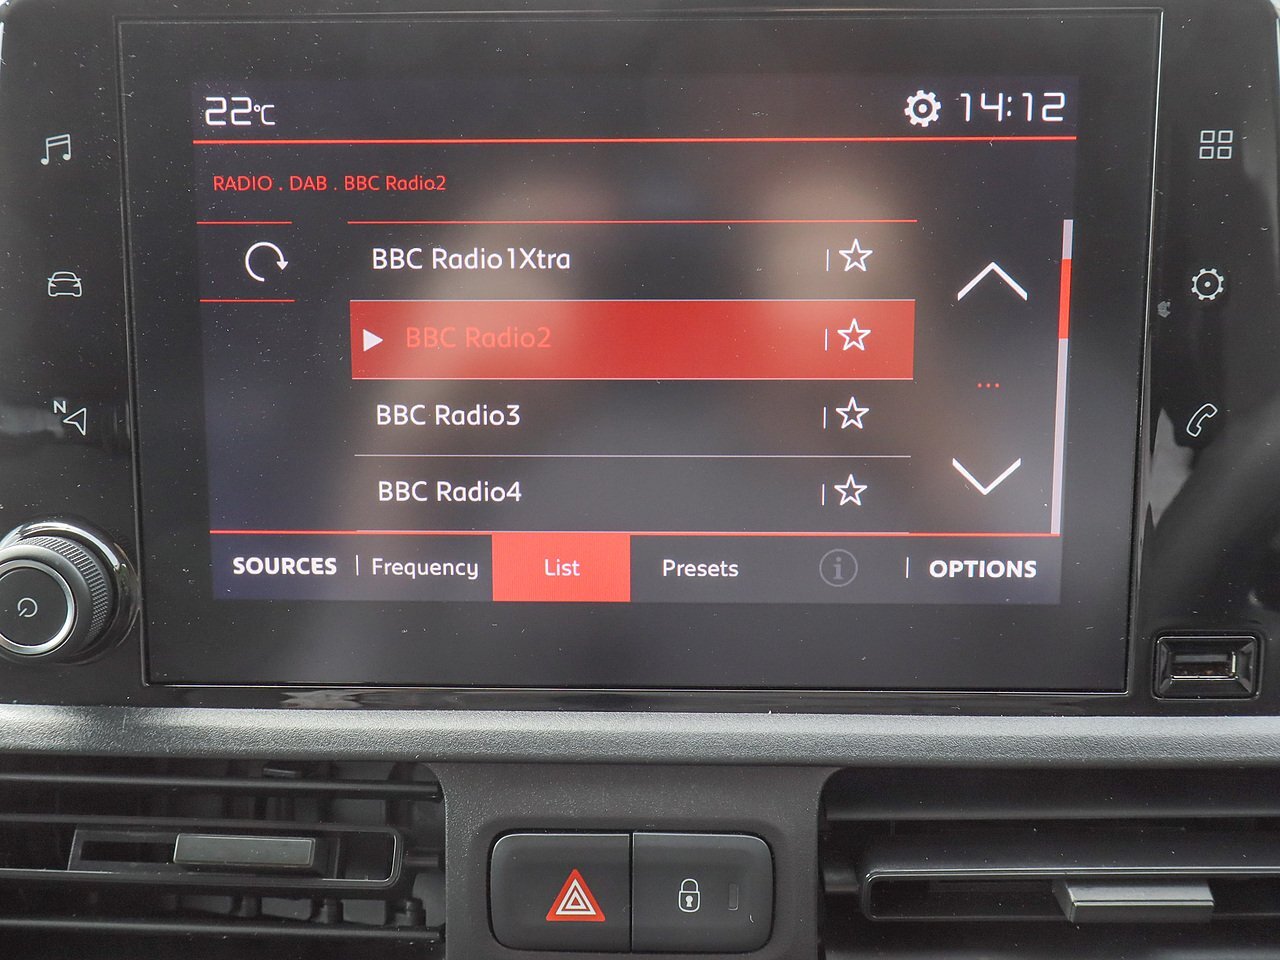 22°C 14:12
RADIO . DAB . BBC Radio2
BBC Radio1Xtra
BBC Radio2
BBC Radio3
BBC Radio4
SOURCES Frequency List Presets i OPTIONS
N